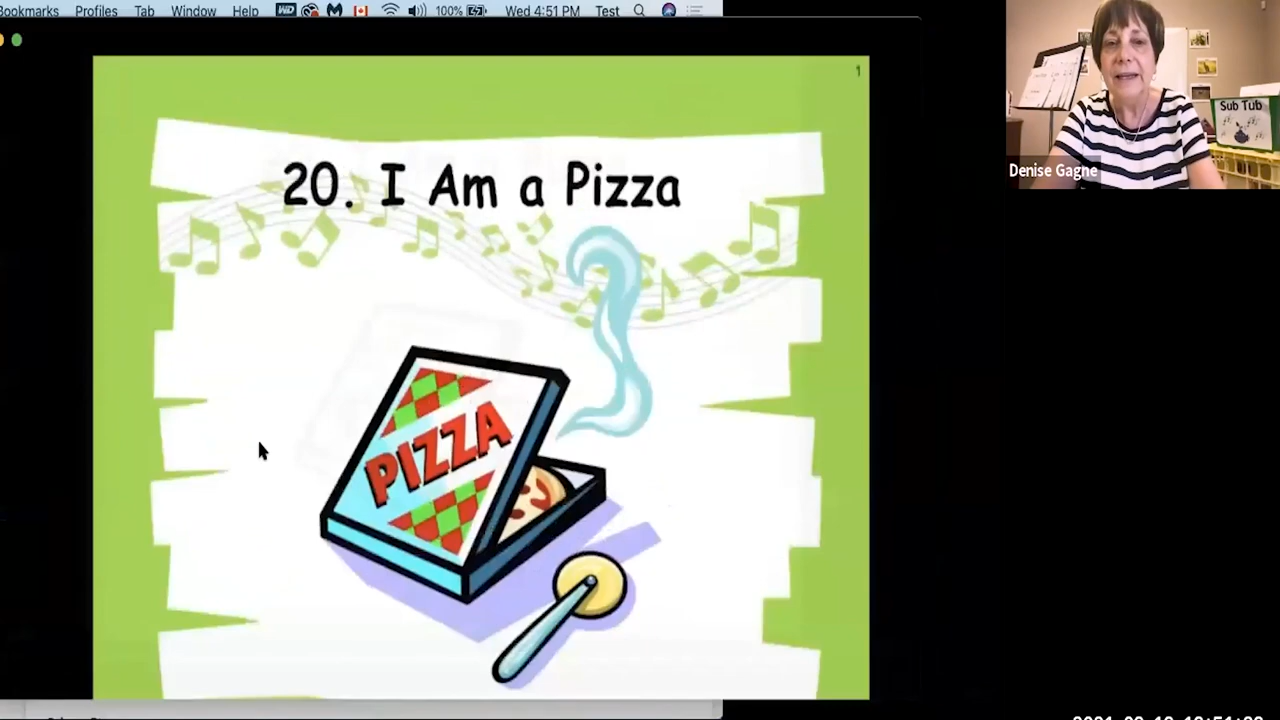 Bookmarks Profiles Tab Window Help WD 100% Wed 4:51 PM Test
1
20. I Am a Pizza
PIZZA
Sub Tub
Denise Gagne